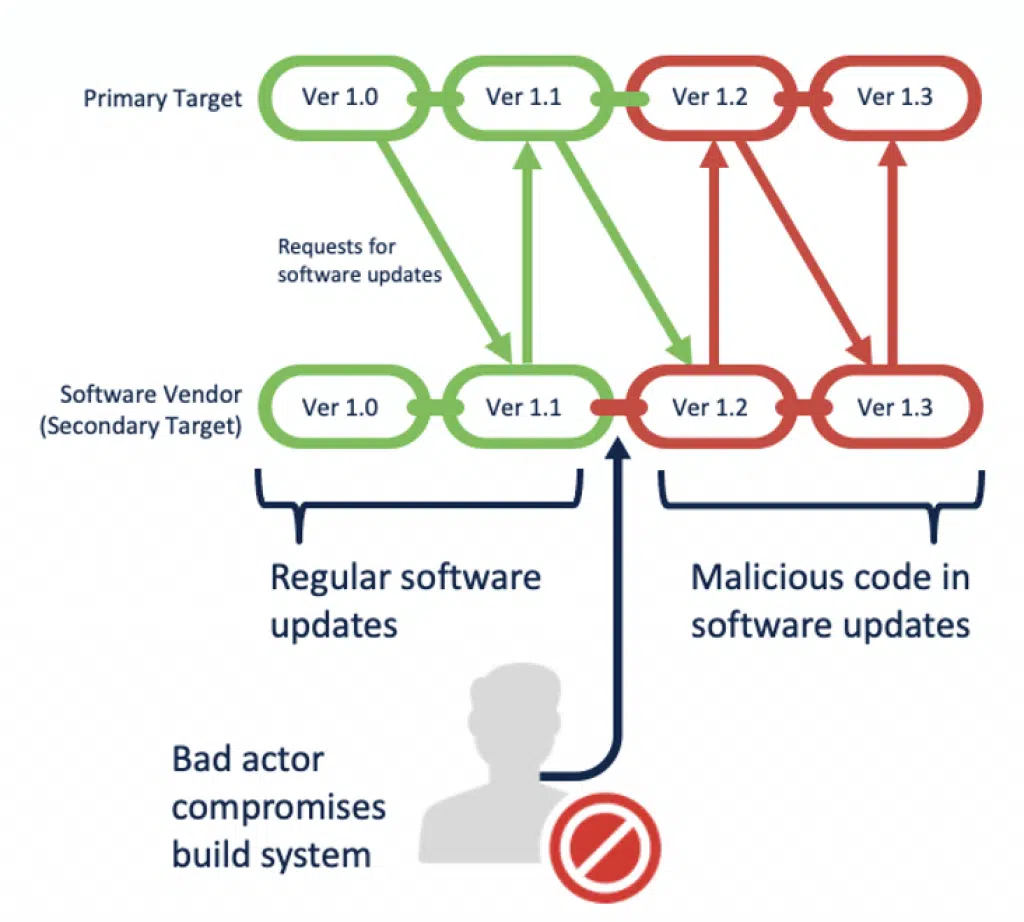 Primary Target
Ver 1.0
Ver 1.1
Ver 1.2
Ver 1.3
Requests for
software updates
Software Vendor
(Secondary Target)
Ver 1.0
Ver 1.1
Ver 1.2
Ver 1.3
Regular software
updates
Malicious code in
software updates
Bad actor
compromises
build system